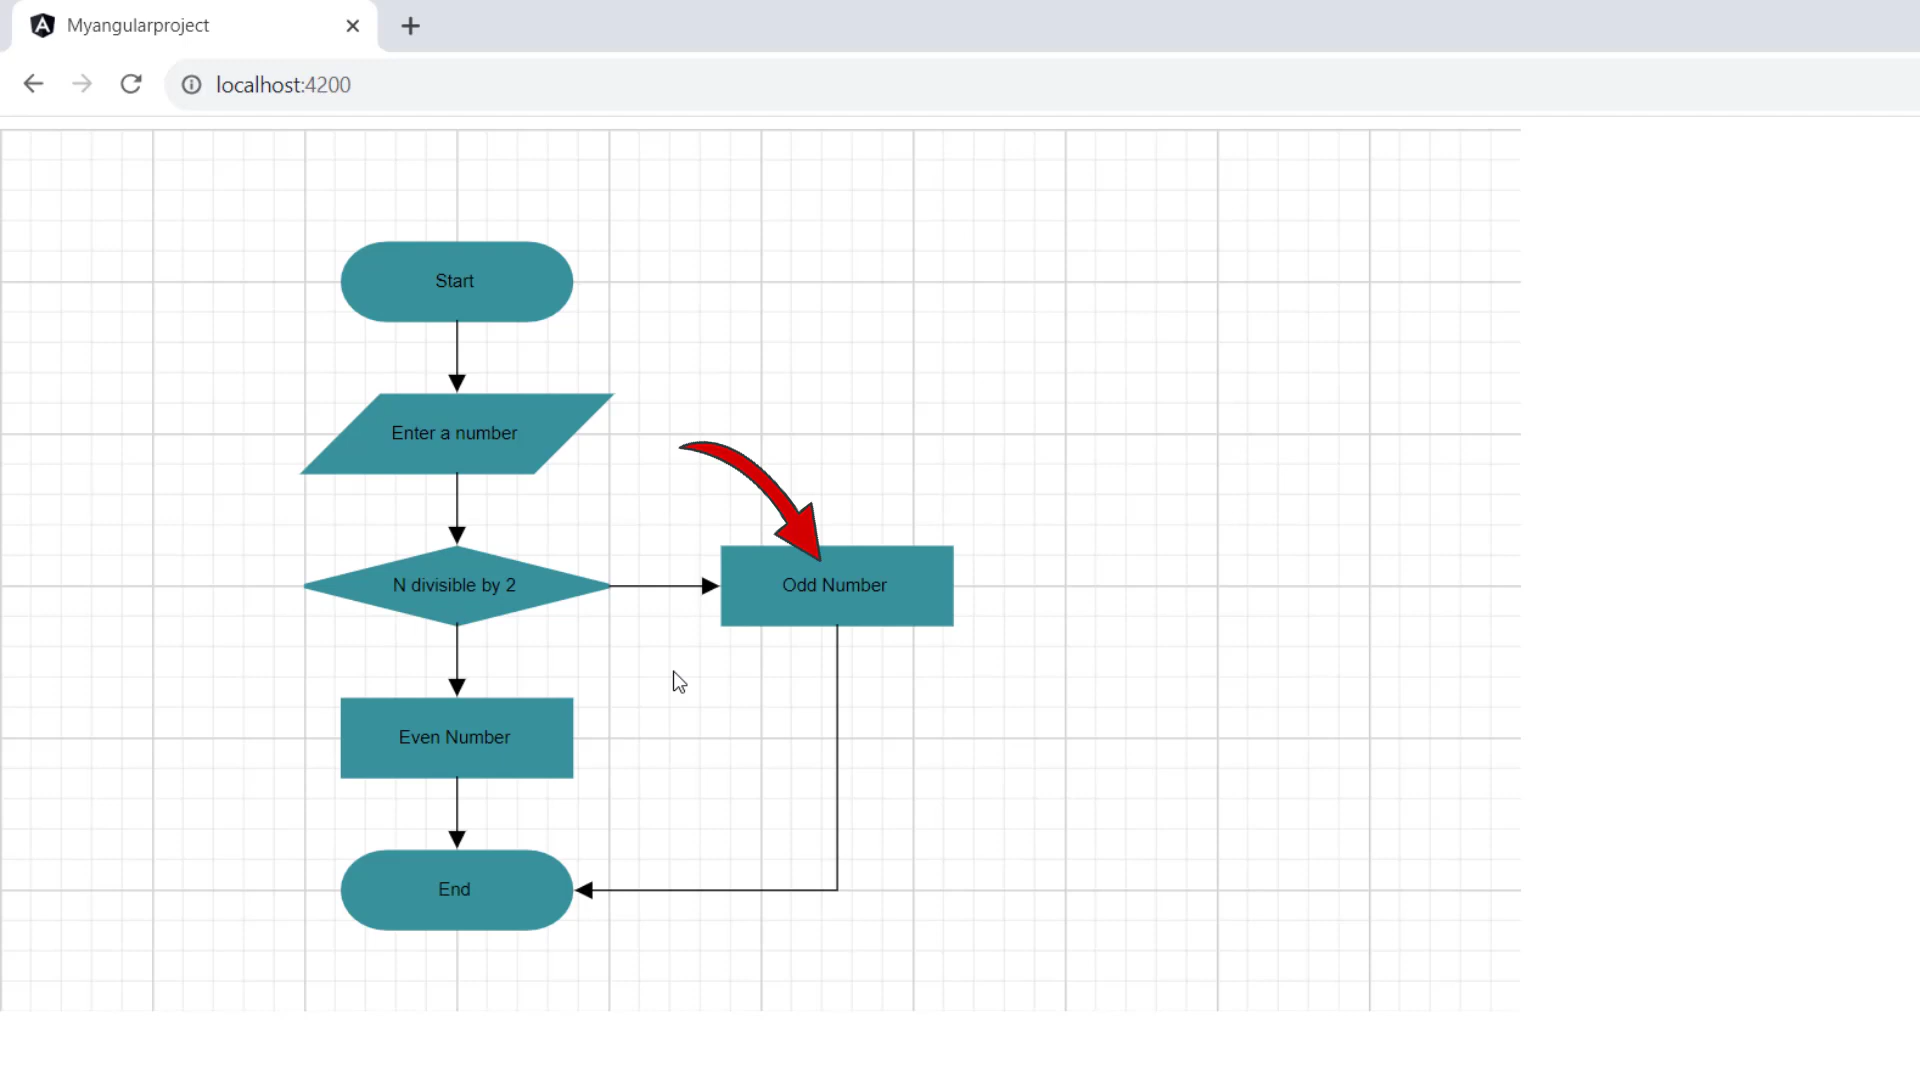 Myangularproject
localhost:4200
Start
Enter a number
N divisible by 2
Odd Number
Even Number
End